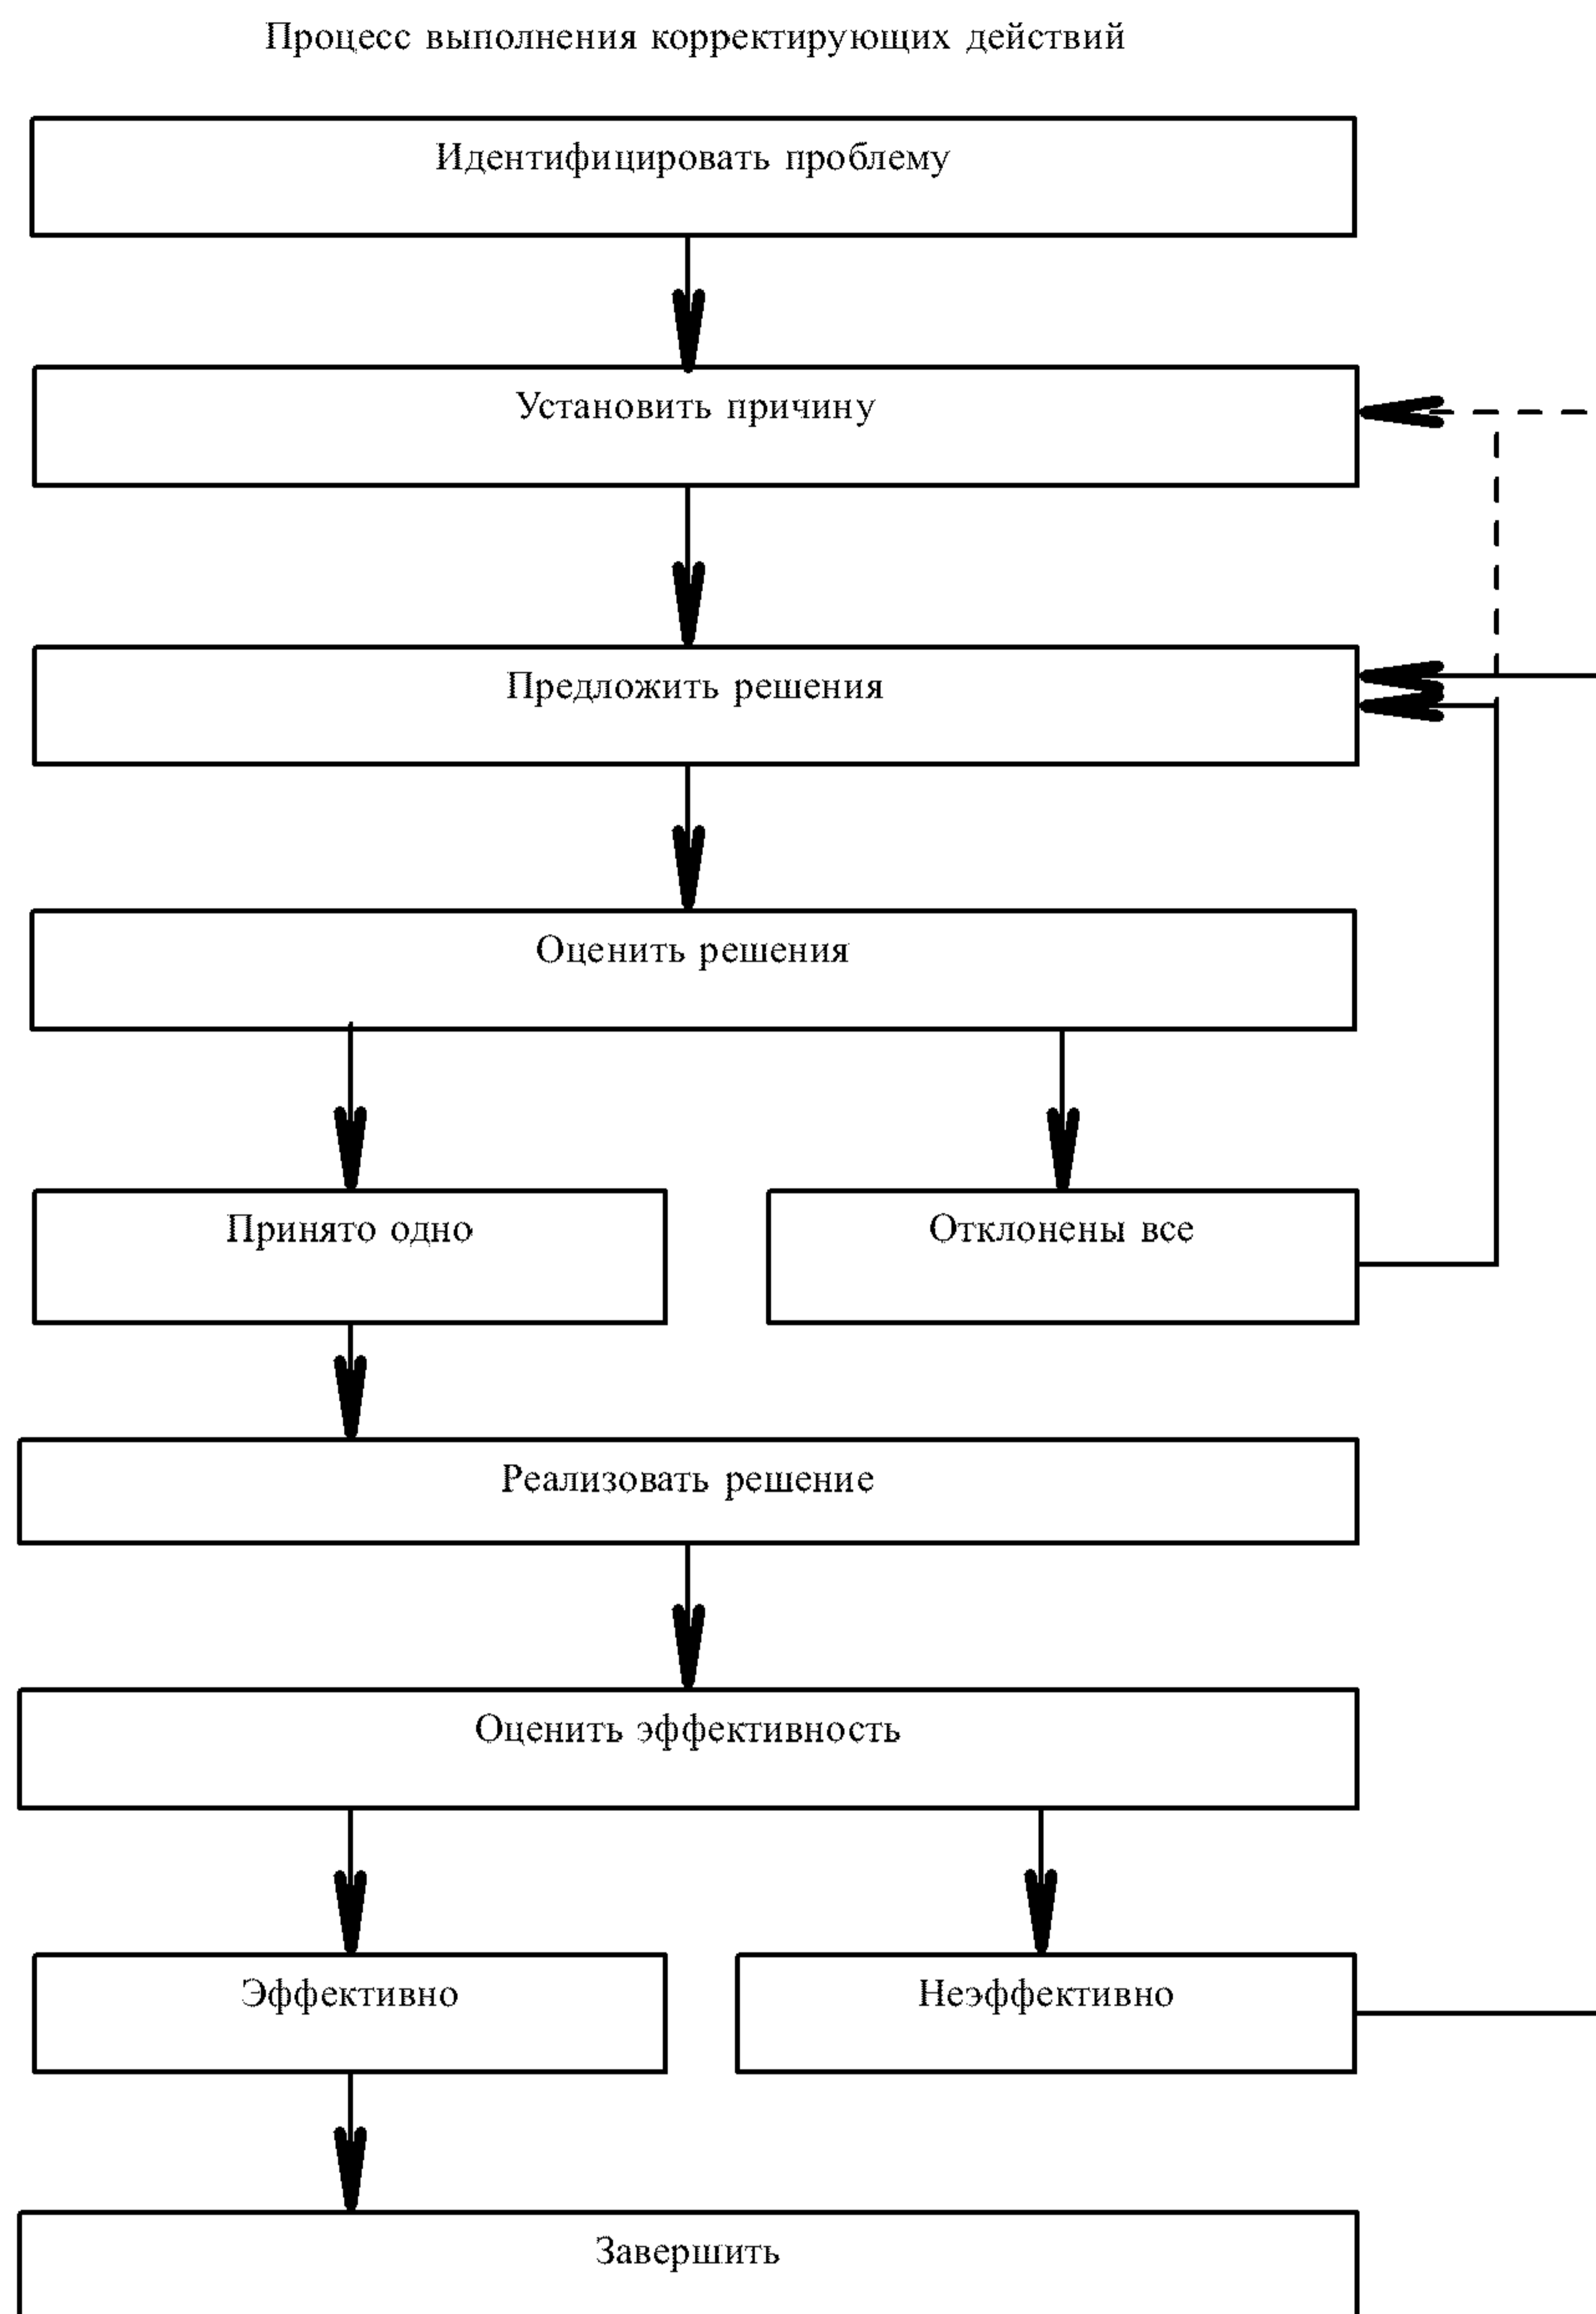 Процесс выполнения корректирующих действий
Идентифицировать проблему
Установить причину
Предложить решения
Оценить решения
Принято одно
Отклонены все
Реализовать решение
Оценить эффективность
Эффективно
Неэффективно
Завершить